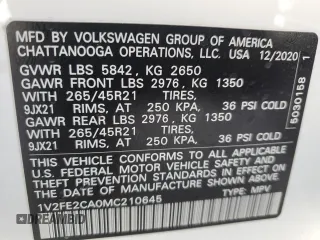 MFD BY VOLKSWAGEN GROUP OF AMERICA
CHATTANOOGA OPERATIONS, LLC. USA 12/2020
GVWR LBS 5842, KG 2650
GAWR FRONT LBS 2976, KG 1350
WITH 265/45R21 TIRES,
9JX21 RIMS, AT 250 KPA, 36 PSI COLD
GAWR REAR LBS 2976, KG 1350
WITH 265/45R21 TIRES,
9JX21 RIMS, AT 250 KPA, 36 PSI COLD
THIS VEHICLE CONFORMS TO ALL APPLICABLE
U.S. FEDERAL MOTOR VEHICLE SAFETY AND
THEFT PREVENTION STANDARDS IN EFFECT
ON THE DATE OF MANUFACTURE SHOWN ABOVE.
1V2FE2CA0MC210645 TYPE: MPV
5030158 1